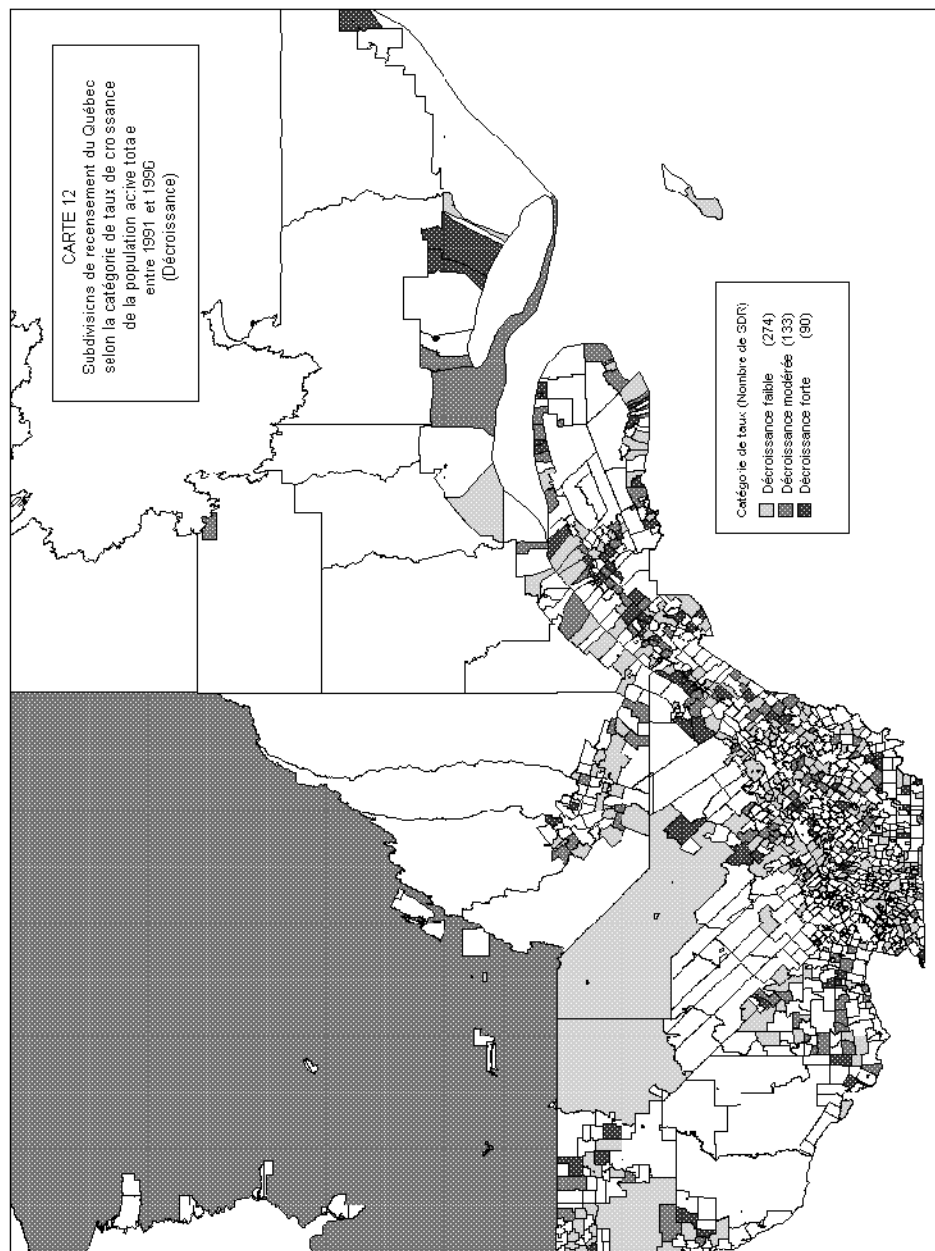 CARTE 12
Subdivisions de recensement du Québec
selon la catégorie de taux de croissance
de la population active totale
entre 1991 et 1996
(Décroissance)
Catégorie de taux (Nombre de SDR)
Décroissance faible (274)
Décroissance modérée (133)
Décroissance forte (90)